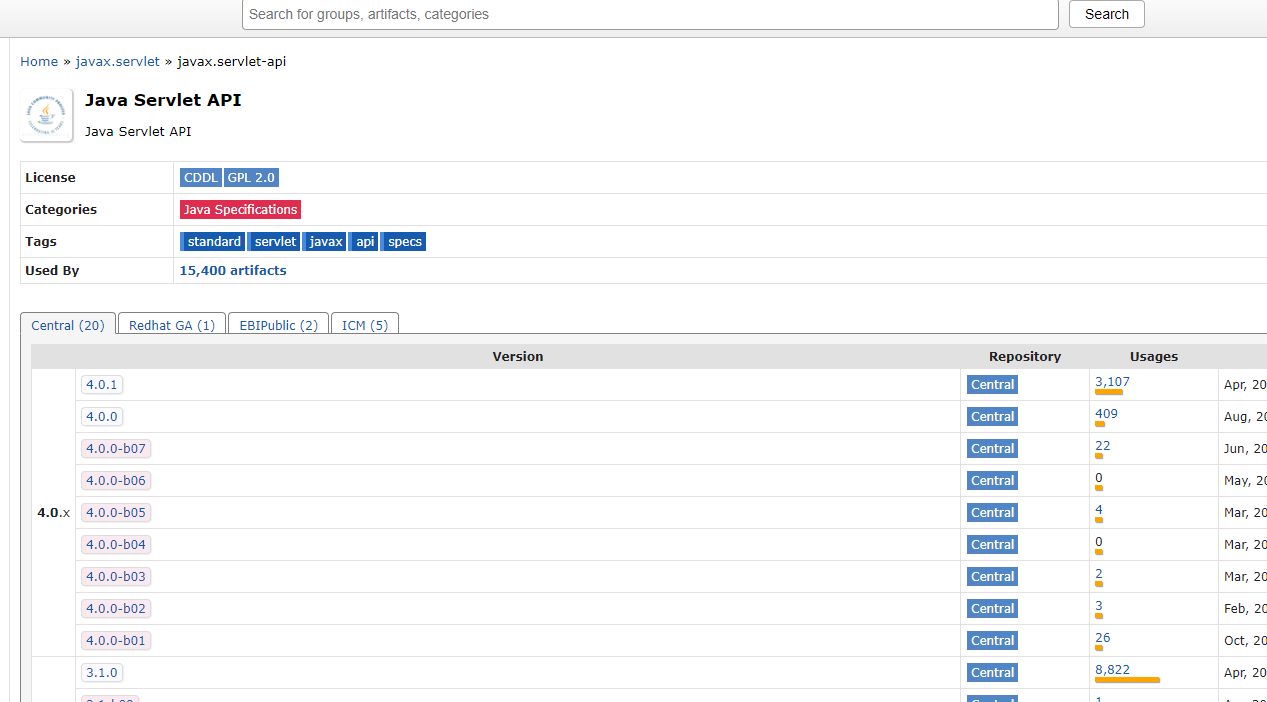 Search for groups, artifacts, categories Search
Home » javax.servlet » javax.servlet-api
Java Servlet API
Java Servlet API
License CDDL GPL 2.0
Categories Java Specifications
Tags standard servlet javax api specs
Used By 15,400 artifacts
Central (20) Redhat GA (1) EBIPublic (2) ICM (5)
Version Repository Usages
4.0.1 Central 3,107 Apr, 20
4.0.0 Central 409 Aug, 20
4.0.0-b07 Central 22 Jun, 20
4.0.0-b06 Central 0 May, 20
4.0.x 4.0.0-b05 Central 4 Mar, 20
4.0.0-b04 Central 0 Mar, 20
4.0.0-b03 Central 2 Mar, 20
4.0.0-b02 Central 3 Feb, 20
4.0.0-b01 Central 26 Oct, 20
3.1.0 Central 8,822 Apr, 20
Central 1